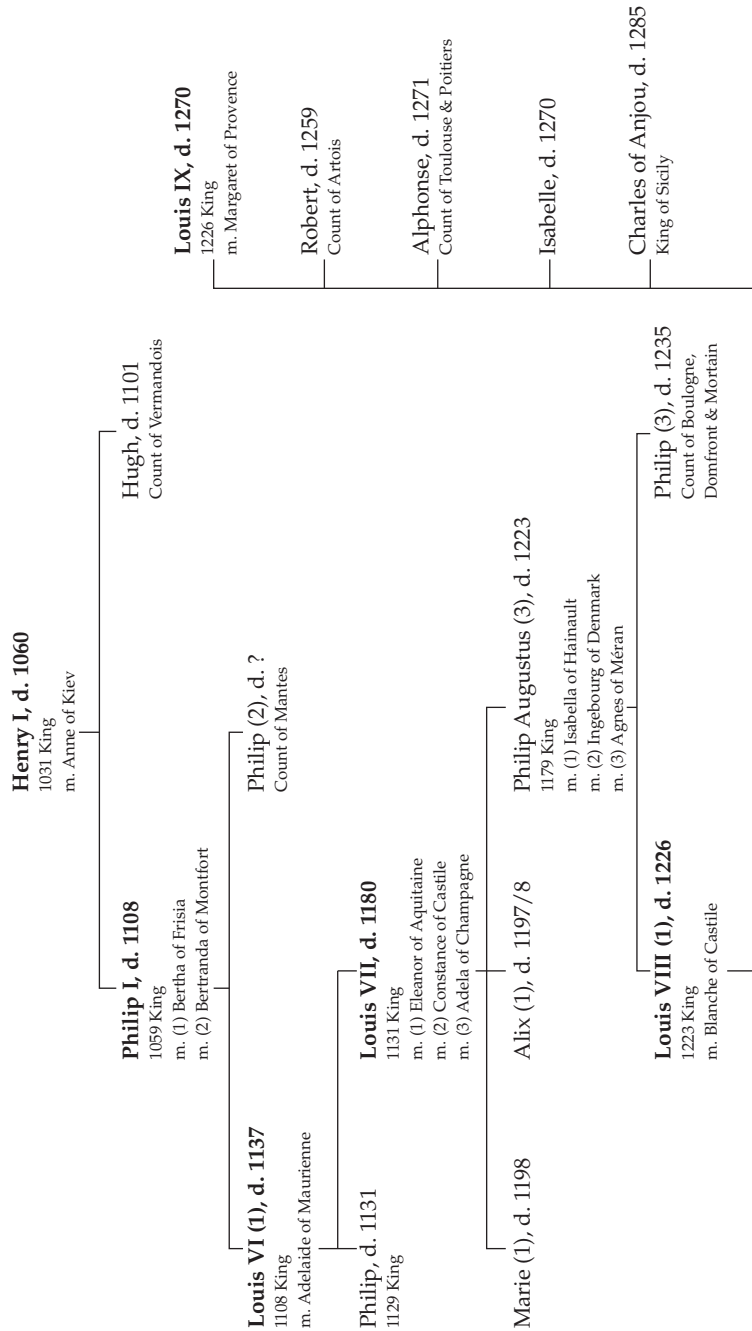 Henry I, d. 1060
1031 King
m. Anne of Kiev
Philip I, d. 1108
1059 King
m. (1) Bertha of Frisia
m. (2) Bertranda of Montfort
Hugh, d. 1101
Count of Vermandois
Louis VI (1), d. 1137
1108 King
m. Adelaide of Maurienne
Philip (2), d. ?
Count of Mantes
Philip, d. 1131
1129 King
Louis VII, d. 1180
1131 King
m. (1) Eleanor of Aquitaine
m. (2) Constance of Castile
m. (3) Adela of Champagne
Marie (1), d. 1198
Alix (1), d. 1197/8
Philip Augustus (3), d. 1223
1179 King
m. (1) Isabella of Hainault
m. (2) Ingebourg of Denmark
m. (3) Agnes of Méran
Louis VIII (1), d. 1226
1223 King
m. Blanche of Castile
Philip (3), d. 1235
Count of Boulogne,
Domfront & Mortain
Louis IX, d. 1270
1226 King
m. Margaret of Provence
Robert, d. 1259
Count of Artois
Alphonse, d. 1271
Count of Toulouse & Poitiers
Isabelle, d. 1270
Charles of Anjou, d. 1285
King of Sicily